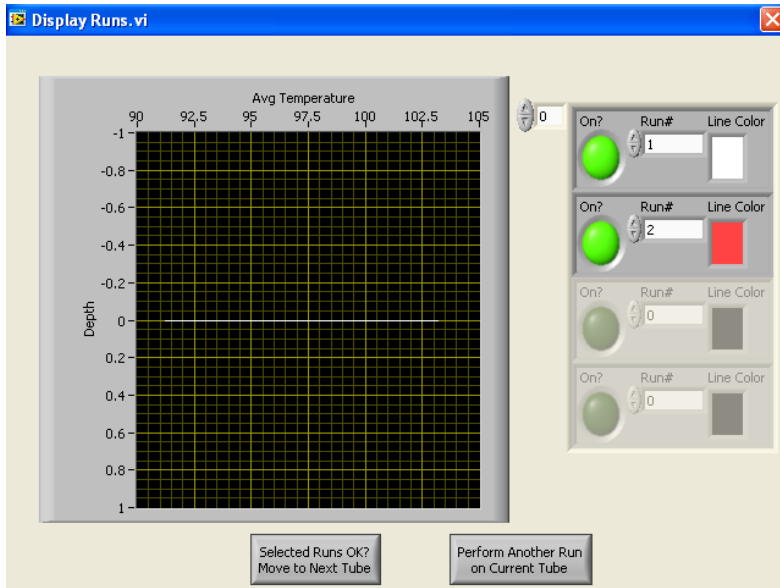 Display Runs.vi
Avg Temperature
90 92,5 95 97,5 100 102,5 105
0
On? Run# Line Color
1
-1
-0.8
-0.6
-0.4
-0.2
0
0.2
0.4
0.6
0.8
1
Depth
On? Run# Line Color
2
On? Run# Line Color
0
On? Run# Line Color
0
Selected Runs OK?
Move to Next Tube
Perform Another Run
on Current Tube